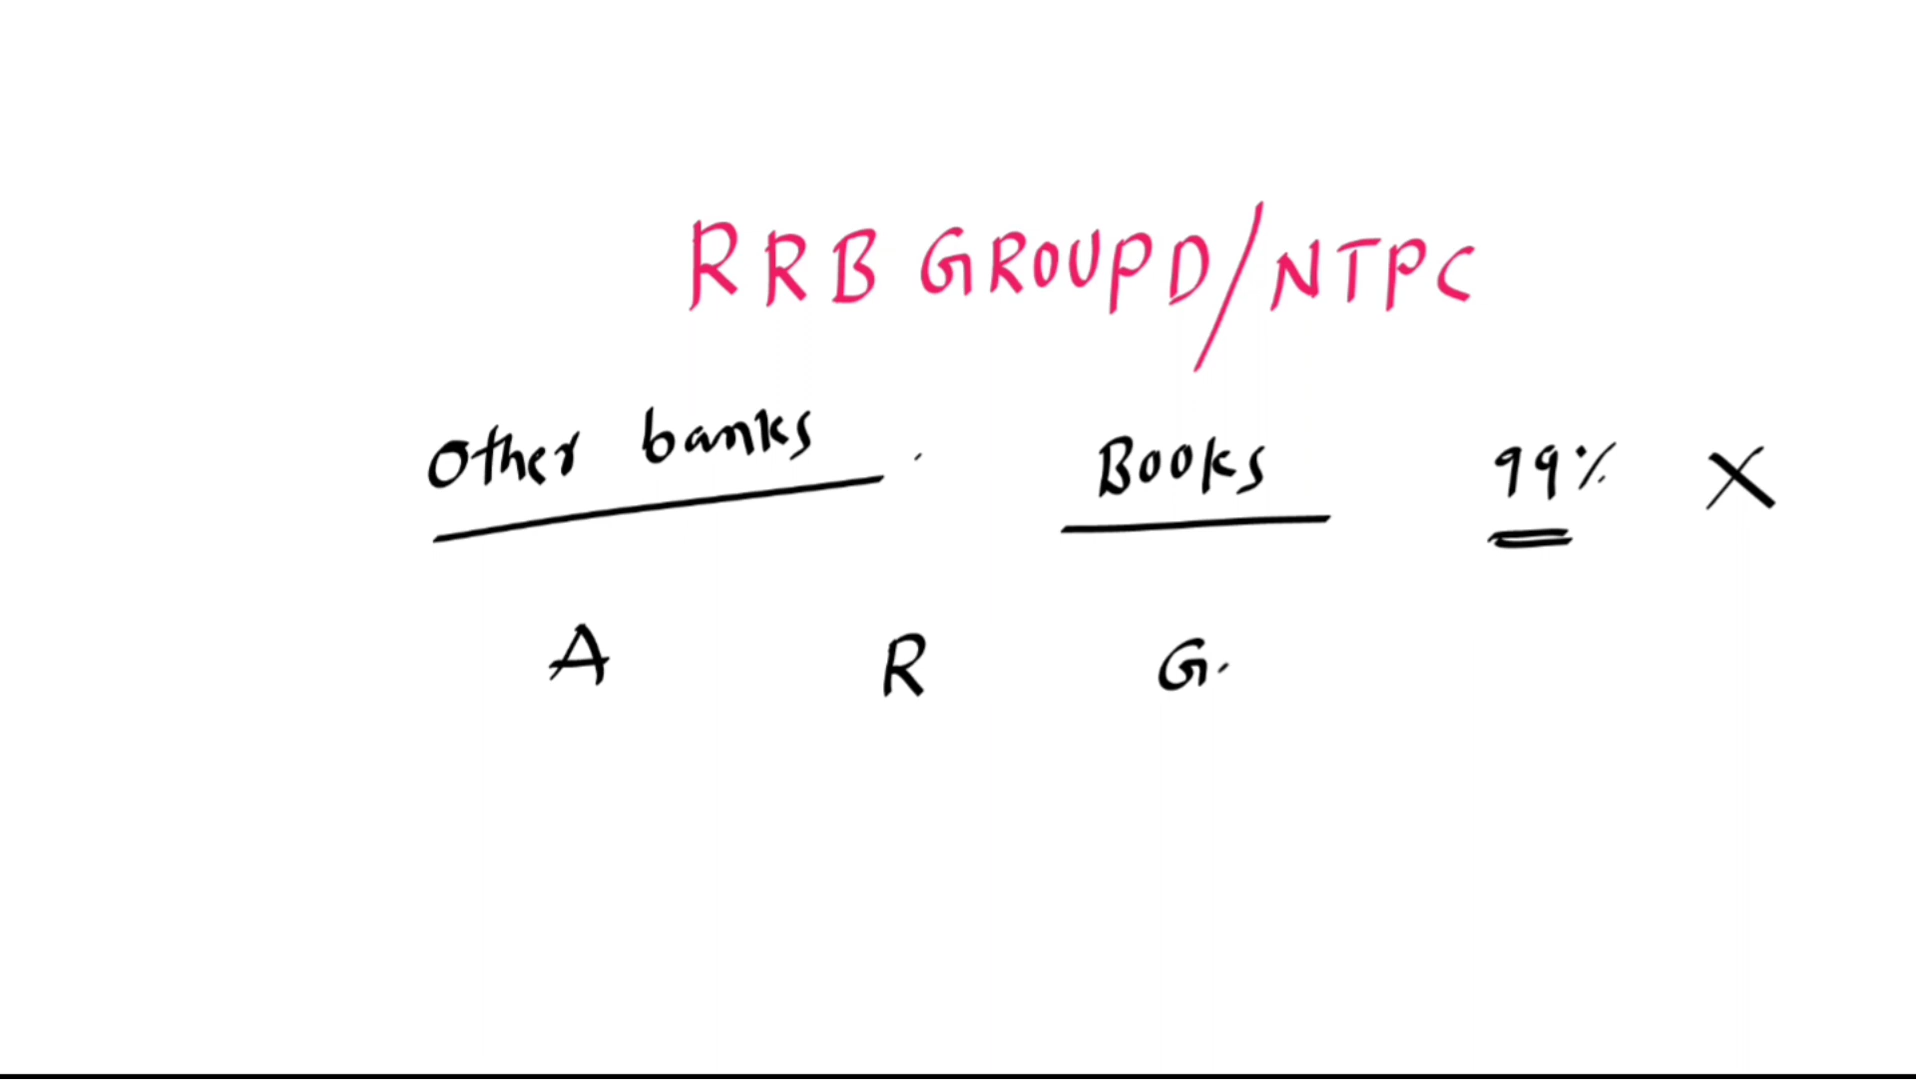 RRB GROUPD/NTPC
Other banks . Books 99% X
A R G.